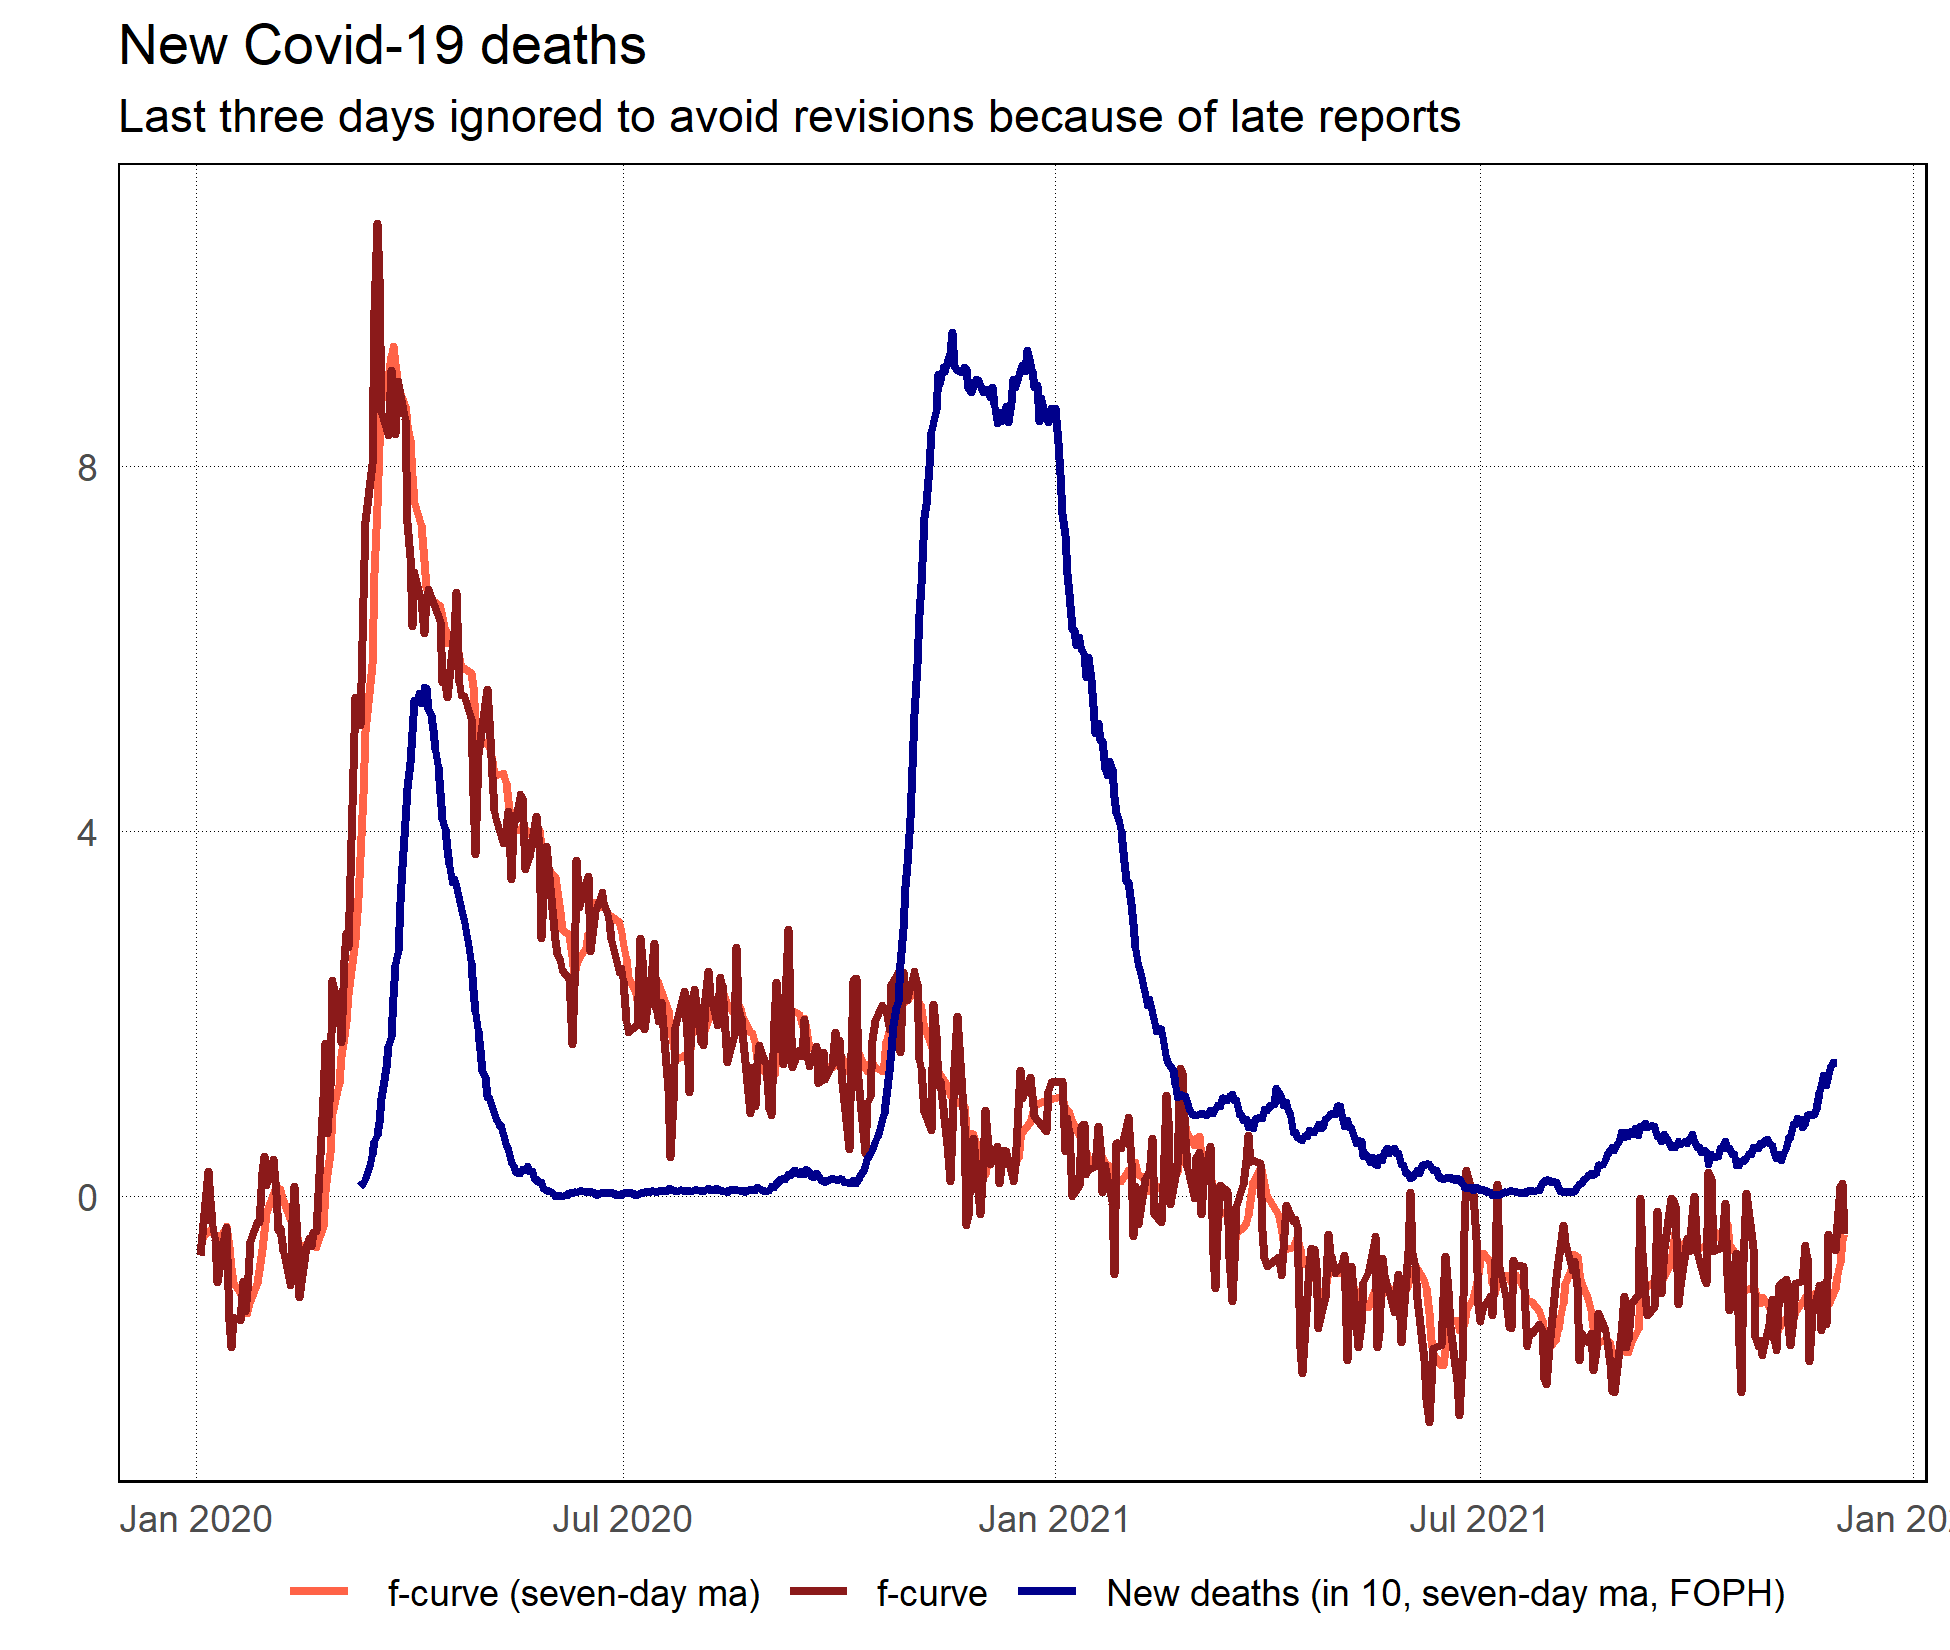 New Covid-19 deaths
Last three days ignored to avoid revisions because of late reports
8
4
0
Jan 2020 Jul 2020 Jan 2021 Jul 2021 Jan 202
f-curve (seven-day ma) f-curve New deaths (in 10, seven-day ma, FOPH)